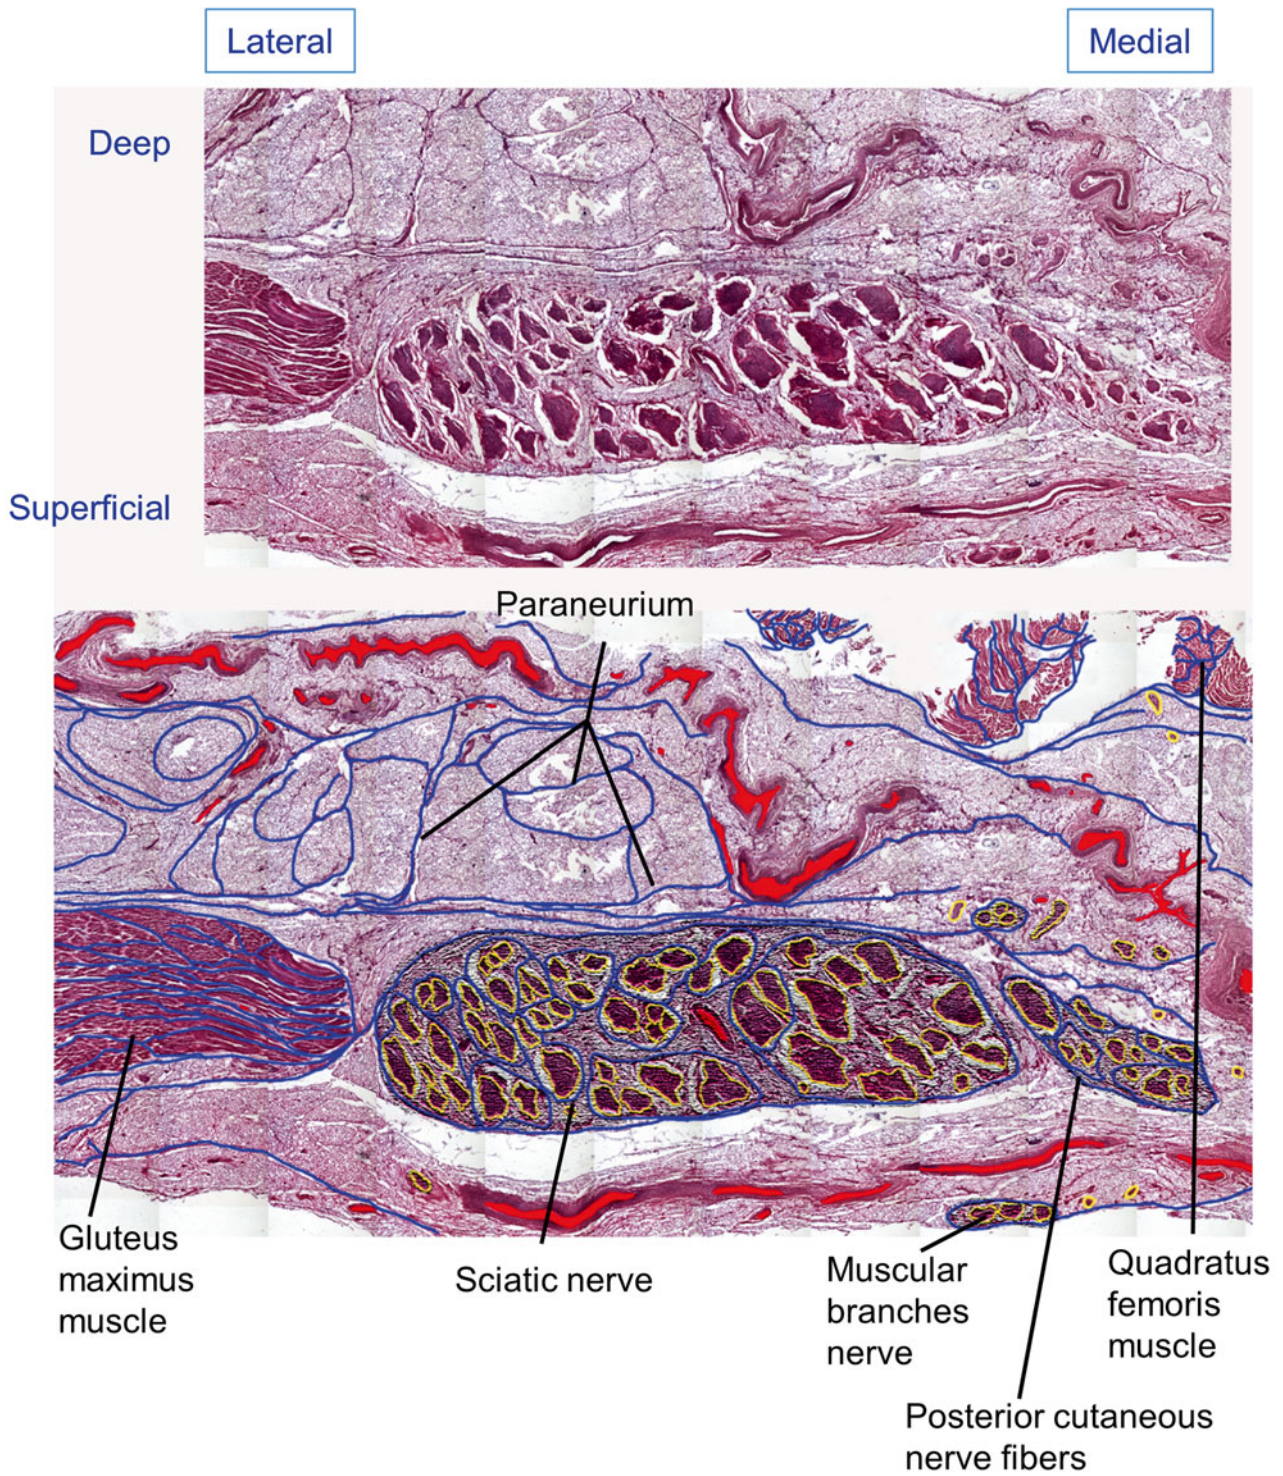 Lateral
Medial
Deep
Superficial
Paraneurium
Gluteus
maximus
muscle
Sciatic nerve
Muscular
branches
nerve
Quadratus
femoris
muscle
Posterior cutaneous
nerve fibers